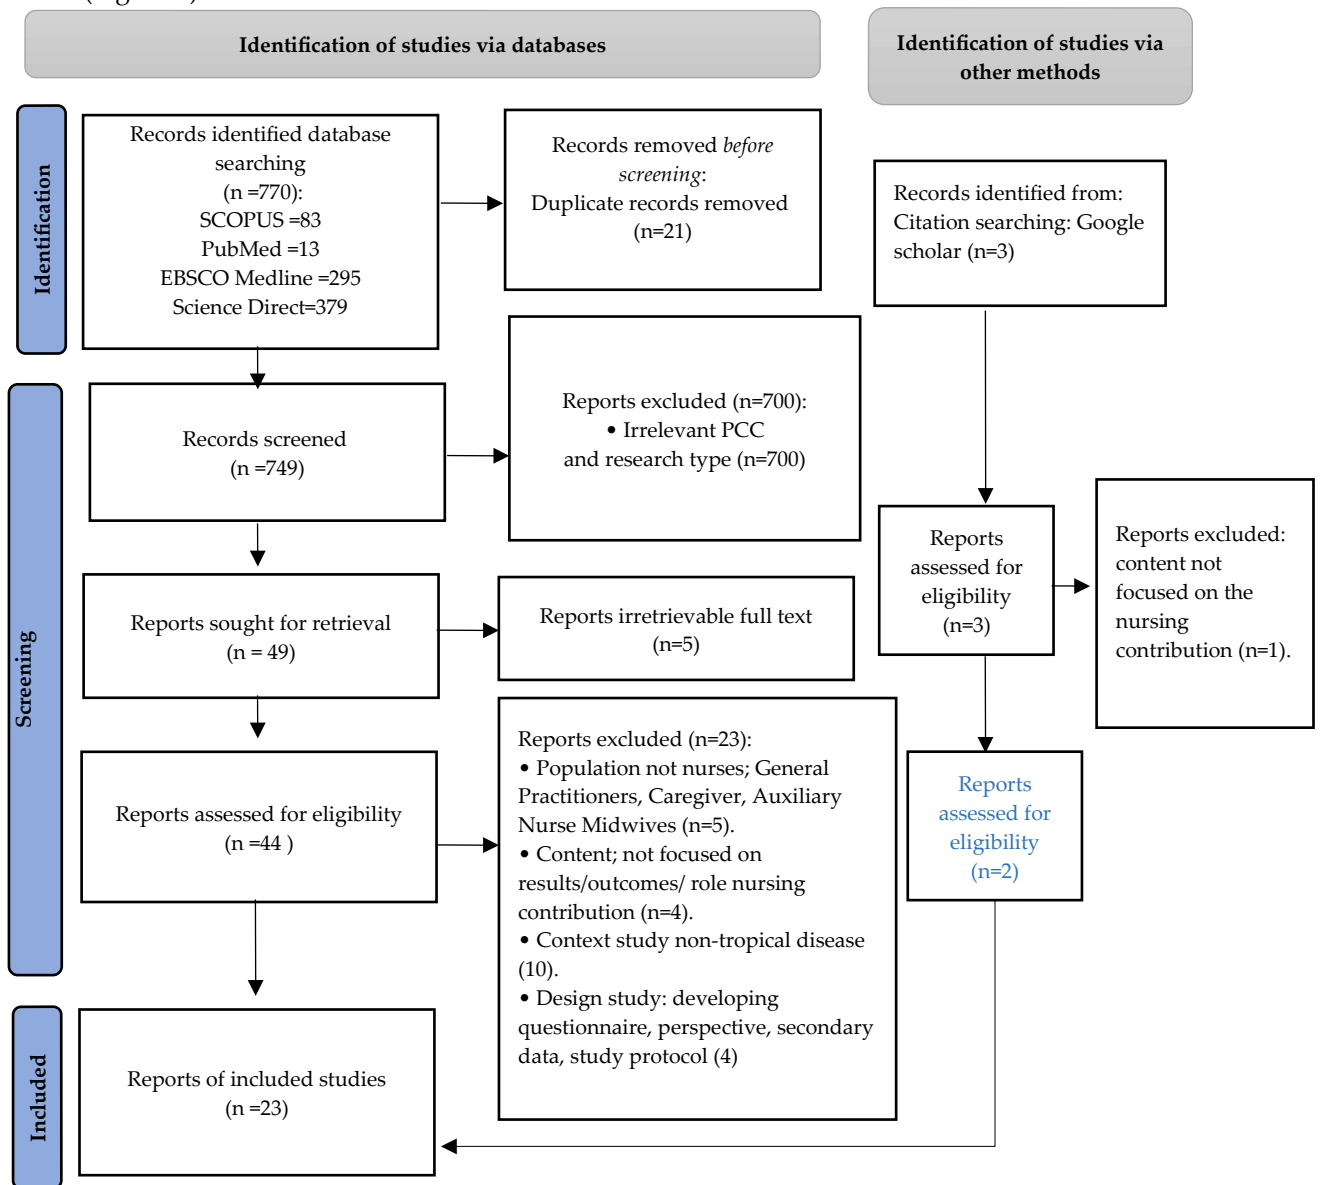 Identification of studies via databases
Identification of studies via
other methods
Identification
Records identified database
searching
(n =770):
SCOPUS =83
PubMed =13
EBSCO Medline =295
Science Direct=379
Records removed before
screening:
Duplicate records removed
(n=21)
Records identified from:
Citation searching: Google
scholar (n=3)
Screening
Records screened
(n =749)
Reports excluded (n=700):
• Irrelevant PCC
and research type (n=700)
Reports
assessed for
eligibility
(n=3)
Reports excluded:
content not
focused on the
nursing
contribution (n=1).
Reports sought for retrieval
(n = 49)
Reports irretrievable full text
(n=5)
Reports assessed for eligibility
(n =44 )
Reports excluded (n=23):
• Population not nurses; General
Practitioners, Caregiver, Auxiliary
Nurse Midwives (n=5).
• Content; not focused on
results/outcomes/ role nursing
contribution (n=4).
• Context study non-tropical disease
(10).
• Design study: developing
questionnaire, perspective, secondary
data, study protocol (4)
Reports
assessed for
eligibility
(n=2)
Included
Reports of included studies
(n =23)